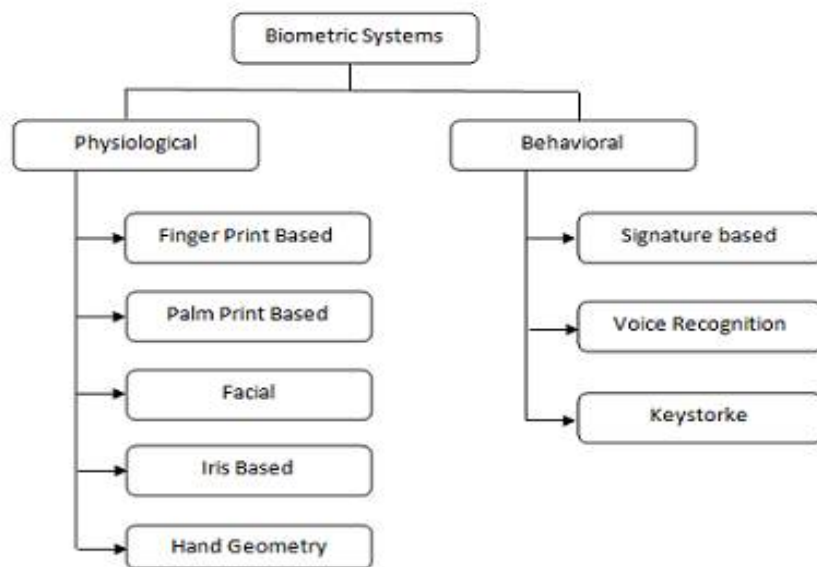 Biometric Systems
Physiological
Behavioral
Finger Print Based
Palm Print Based
Facial
Iris Based
Hand Geometry
Signature based
Voice Recognition
Keystorke